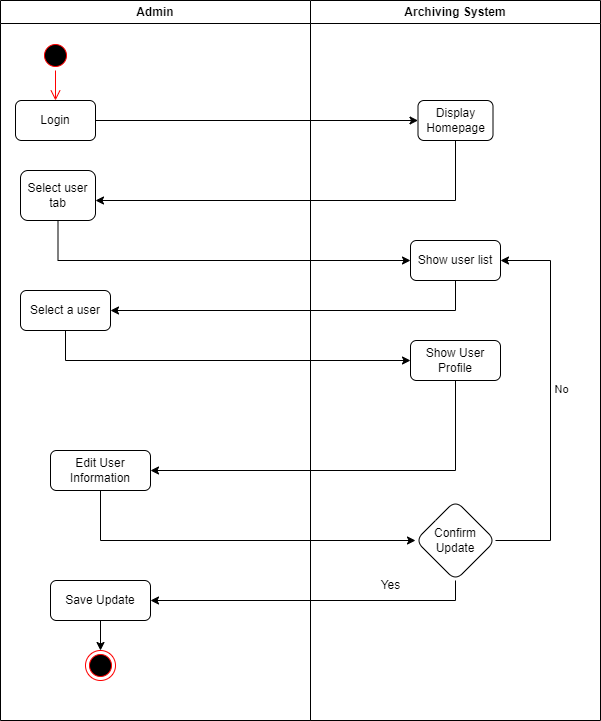 Admin
Archiving System
Login
Display
Homepage
Select user
tab
Show user list
Select a user
Show User
Profile
No
Edit User
Information
Confirm
Update
Yes
Save Update